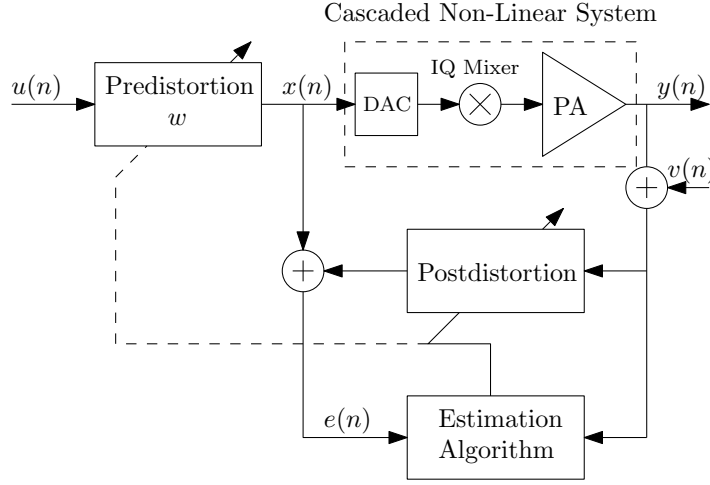 Cascaded Non-Linear System
u(n)
Predistortion
w
x(n)
DAC
IQ Mixer
×
PA
y(n)
v(n)
+
+
Postdistortion
e(n)
Estimation
Algorithm